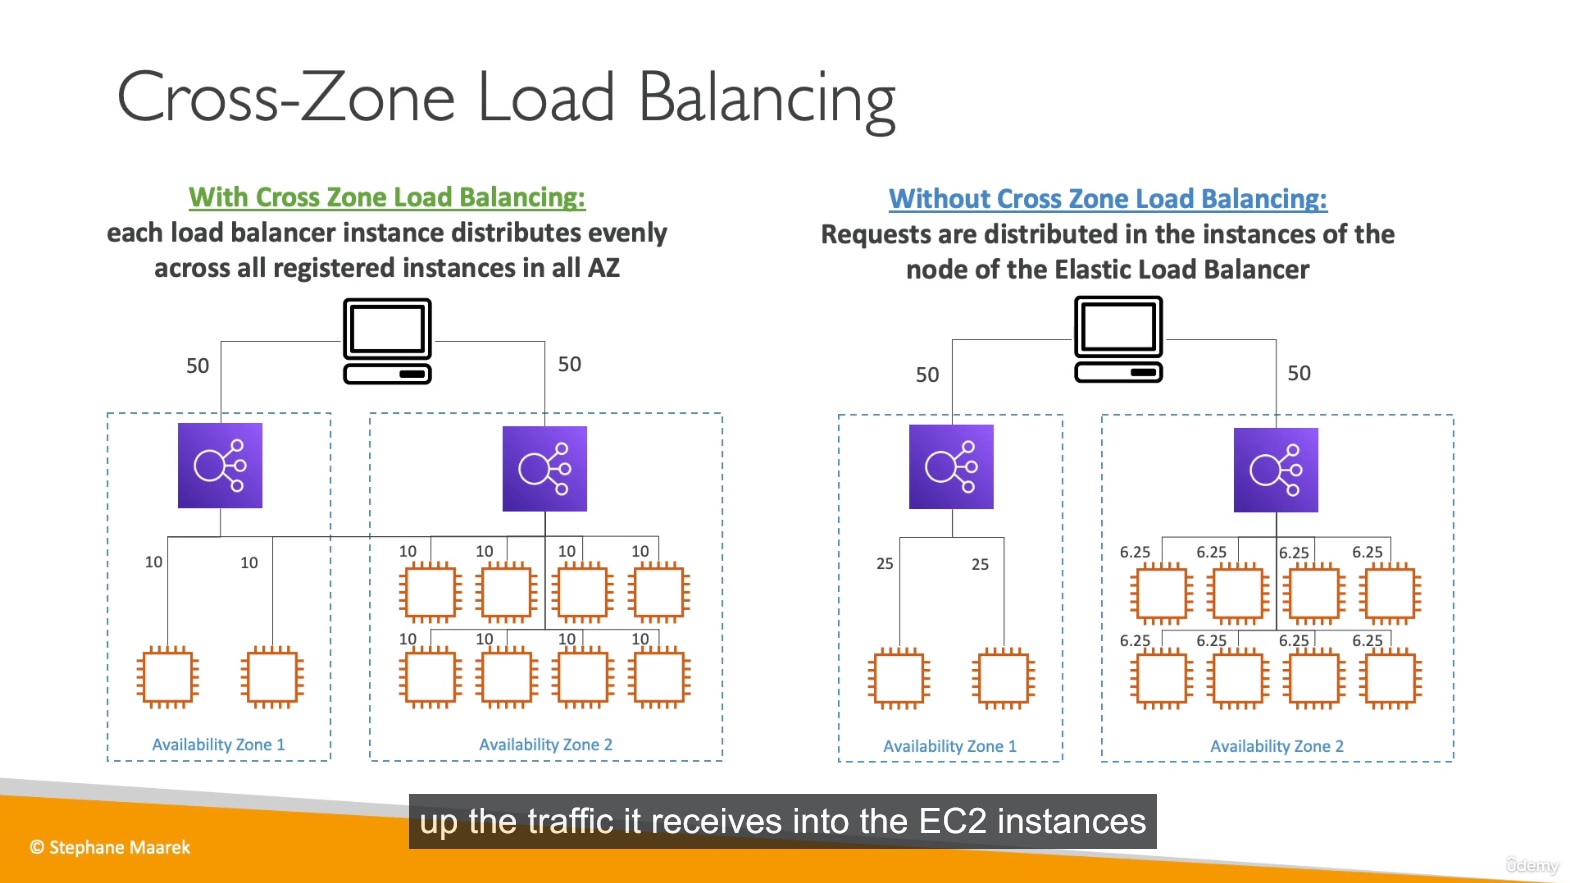 Cross-Zone Load Balancing
With Cross Zone Load Balancing:
each load balancer instance distributes evenly
across all registered instances in all AZ
50
50
10
10
10
10
10
10
10
10
10
10
Availability Zone 1
Availability Zone 2
Without Cross Zone Load Balancing:
Requests are distributed in the instances of the
node of the Elastic Load Balancer
50
50
25
25
6.25
6.25
6.25
6.25
6.25
6.25
6.25
6.25
Availability Zone 1
Availability Zone 2
up the traffic it receives into the EC2 instances
© Stephane Maarek
ûdemy